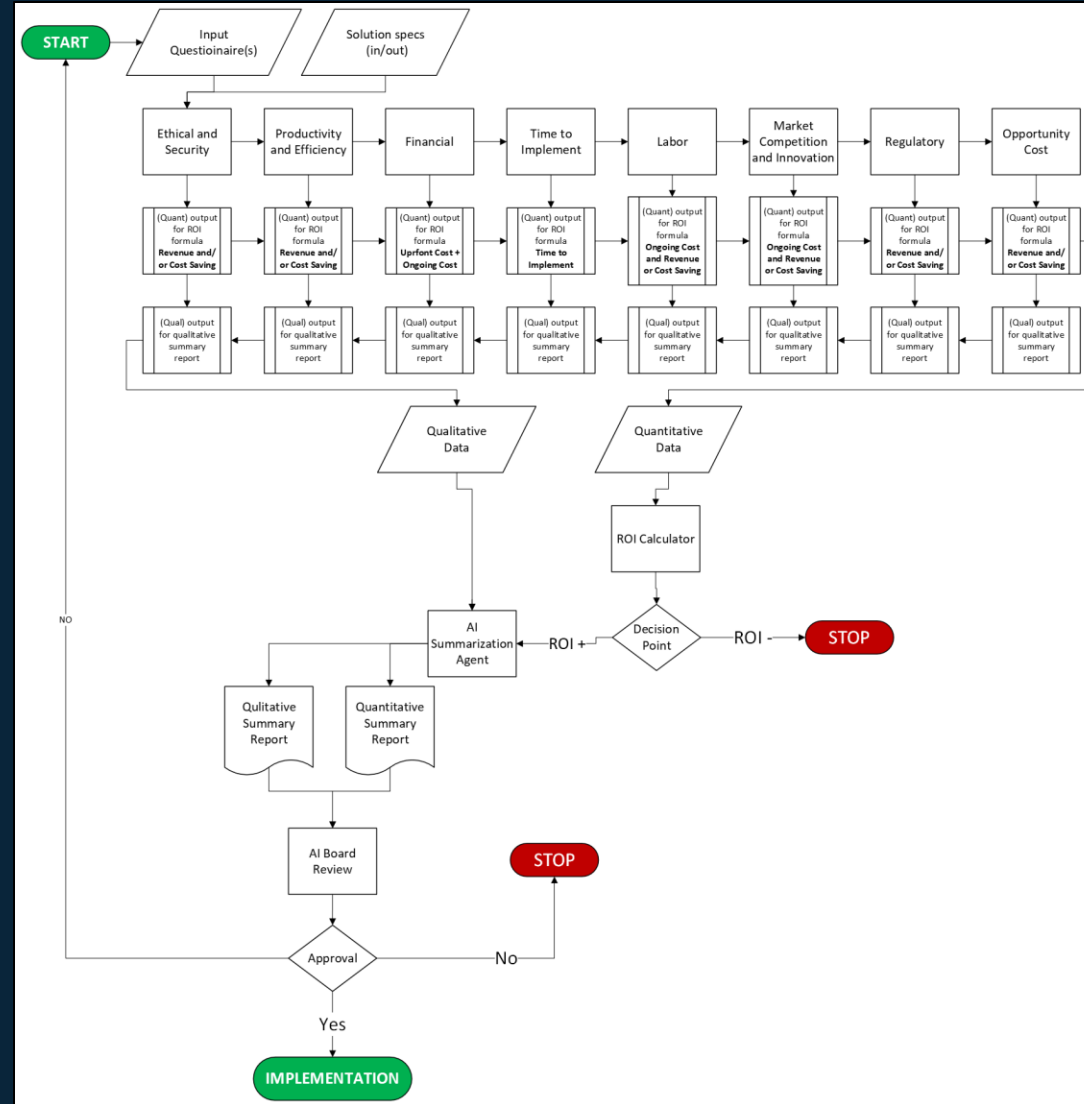 START
Input
Questioinaire(s)
Solution specs
(in/out)
Ethical and
Security
Productivity
and Efficiency
Financial
Time to
Implement
Labor
Market
Competition
and Innovation
Regulatory
Opportunity
Cost
(Quant) output
for ROI
formula
Revenue and/
or Cost Saving
(Quant) output
for ROI
formula
Revenue and/
or Cost Saving
(Quant) output
for ROI
formula
Uprfont Cost +
Ongoing Cost
(Quant) output
for ROI
formula
Time to
Implement
(Quant) output
for ROI
formula
Ongoing Cost
and Revenue
or Cost Saving
(Quant) output
for ROI
formula
Ongoing Cost
and Revenue
or Cost Saving
(Quant) output
for ROI
formula
Revenue and/
or Cost Saving
(Quant) output
for ROI
formula
Revenue and/
or Cost Saving
(Qual) output
for qualitative
summary
report
(Qual) output
for qualitative
summary
report
(Qual) output
for qualitative
summary
report
(Qual) output
for qualitative
summary
report
(Qual) output
for qualitative
summary
report
(Qual) output
for qualitative
summary
report
(Qual) output
for qualitative
summary
report
(Qual) output
for qualitative
summary
report
Qualitative
Data
Quantitative
Data
ROI Calculator
NO
AI
Summarization
Agent
ROI +
Decision
Point
ROI -
STOP
Qulitative
Summary
Report
Quantitative
Summary
Report
AI Board
Review
STOP
Approval
No
Yes
IMPLEMENTATION